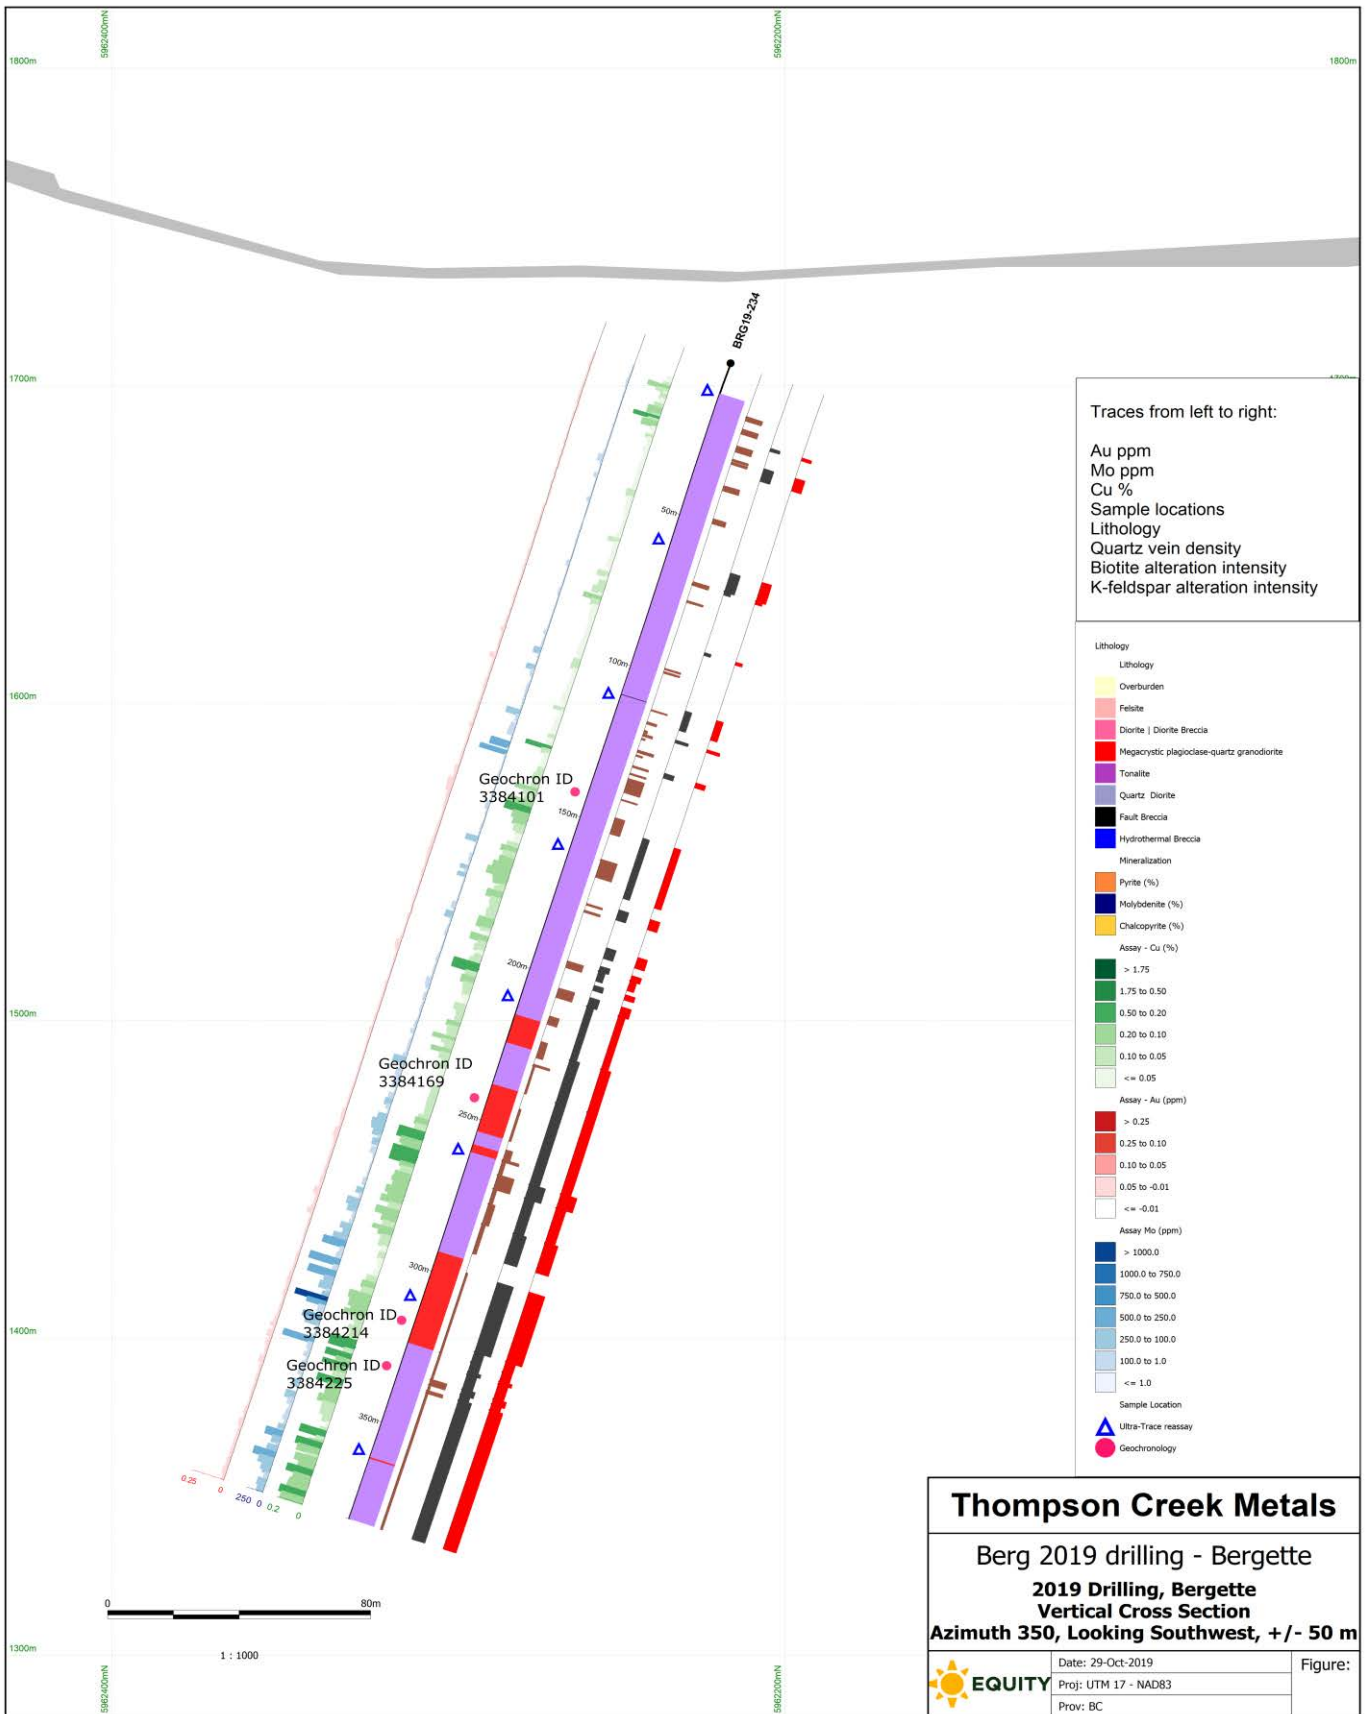 5962400mN
5962200mN
1800m
1800m
BRG19-234
1700m
Traces from left to right:
Au ppm
Mo ppm
Cu %
Sample locations
Lithology
Quartz vein density
Biotite alteration intensity
K-feldspar alteration intensity
50m
100m
1600m
Geochron ID
3384101
150m
200m
1500m
Geochron ID
3384169
250m
300m
Geochron ID
3384214
1400m
Geochron ID
3384225
350m
0.25
0
250
0
0.2
0
Lithology
Lithology
Overburden
Felsite
Diorite | Diorite Breccia
Megacrystic plagioclase-quartz granodiorite
Tonalite
Quartz Diorite
Fault Breccia
Hydrothermal Breccia
Mineralization
Pyrite (%)
Molybdenite (%)
Chalcopyrite (%)
Assay - Cu (%)
> 1.75
1.75 to 0.50
0.50 to 0.20
0.20 to 0.10
0.10 to 0.05
<= 0.05
Assay - Au (ppm)
> 0.25
0.25 to 0.10
0.10 to 0.05
0.05 to -0.01
<= -0.01
Assay Mo (ppm)
> 1000.0
1000.0 to 750.0
750.0 to 500.0
500.0 to 250.0
250.0 to 100.0
100.0 to 1.0
<= 1.0
Sample Location
Ultra-Trace reassay
Geochronology
0
80m
1 : 1000
1300m
5962400mN
5962200mN
Thompson Creek Metals
Berg 2019 drilling - Bergette
2019 Drilling, Bergette
Vertical Cross Section
Azimuth 350, Looking Southwest, +/- 50 m
EQUITY
Date: 29-Oct-2019
Proj: UTM 17 - NAD83
Prov: BC
Figure: